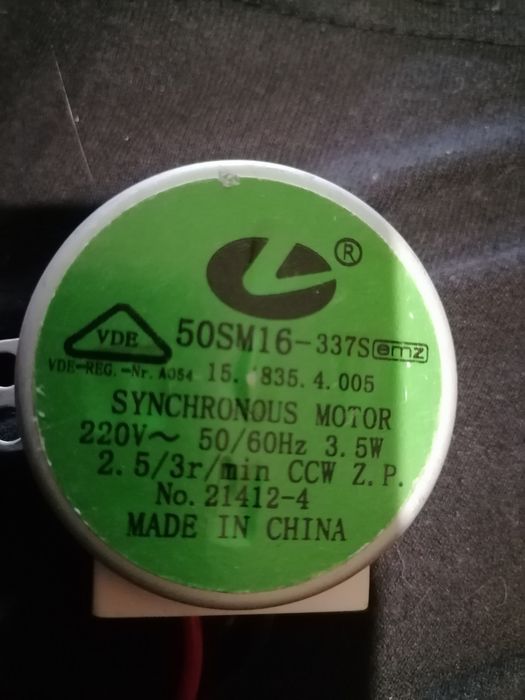 ®
VDE 50SM16-337S emz
VDE-REG.-Nr. A054 15.835.4.005
SYNCHRONOUS MOTOR
220V~ 50/60Hz 3.5W
2.5/3r/min CCW Z.P.
No. 21412-4
MADE IN CHINA